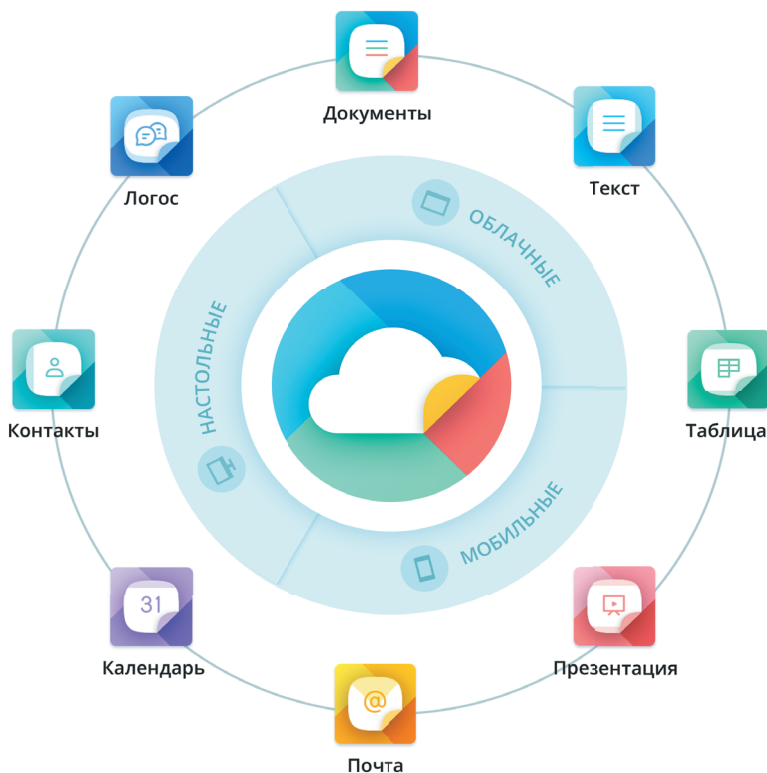 Документы
Текст
Логос
ОБЛАЧНЫЕ
НАСТОЛЬНЫЕ
Контакты
Таблица
МОБИЛЬНЫЕ
31
Календарь
Презентация
@
Почта